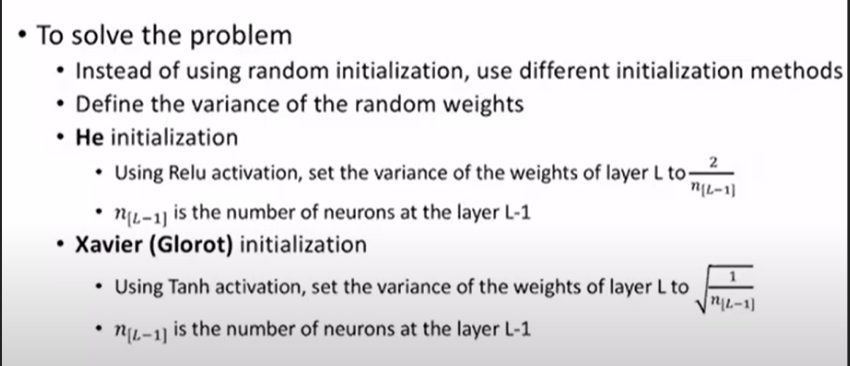 • To solve the problem
• Instead of using random initialization, use different initialization methods
• Define the variance of the random weights
• He initialization
• Using Relu activation, set the variance of the weights of layer L to 2/n[L−1]
• n[L−1] is the number of neurons at the layer L-1
• Xavier (Glorot) initialization
• Using Tanh activation, set the variance of the weights of layer L to √(1/n[L−1])
• n[L−1] is the number of neurons at the layer L-1